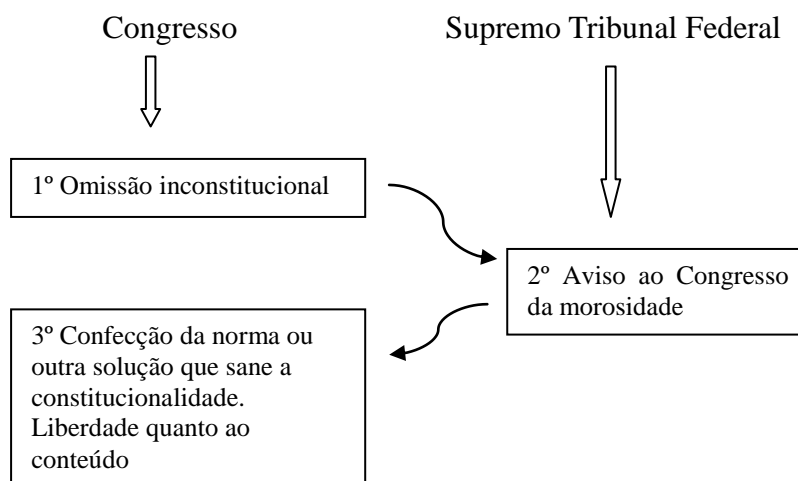 Congresso
Supremo Tribunal Federal
1º Omissão inconstitucional
2º Aviso ao Congresso
da morosidade
3º Confecção da norma ou
outra solução que sane a
constitucionalidade.
Liberdade quanto ao
conteúdo